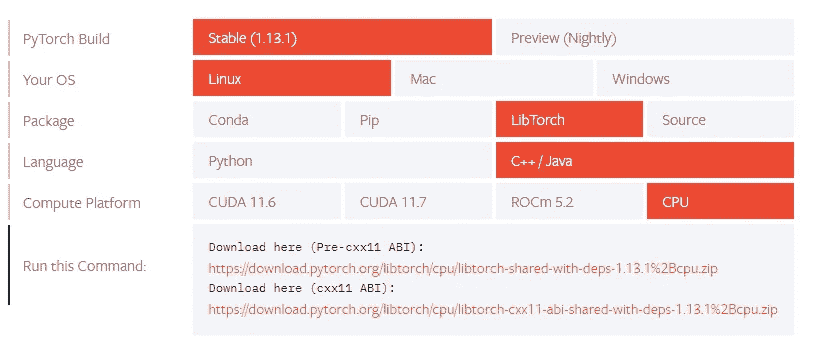 PyTorch Build Stable (1.13.1) Preview (Nightly)
Your OS Linux Mac Windows
Package Conda Pip LibTorch Source
Language Python C++ / Java
Compute Platform CUDA 11.6 CUDA 11.7 ROCm 5.2 CPU
Run this Command:
Download here (Pre-cxx11 ABI):
https://download.pytorch.org/libtorch/cpu/libtorch-shared-with-deps-1.13.1%2Bcpu.zip
Download here (cxx11 ABI):
https://download.pytorch.org/libtorch/cpu/libtorch-cxx11-abi-shared-with-deps-1.13.1%2Bcpu.zip